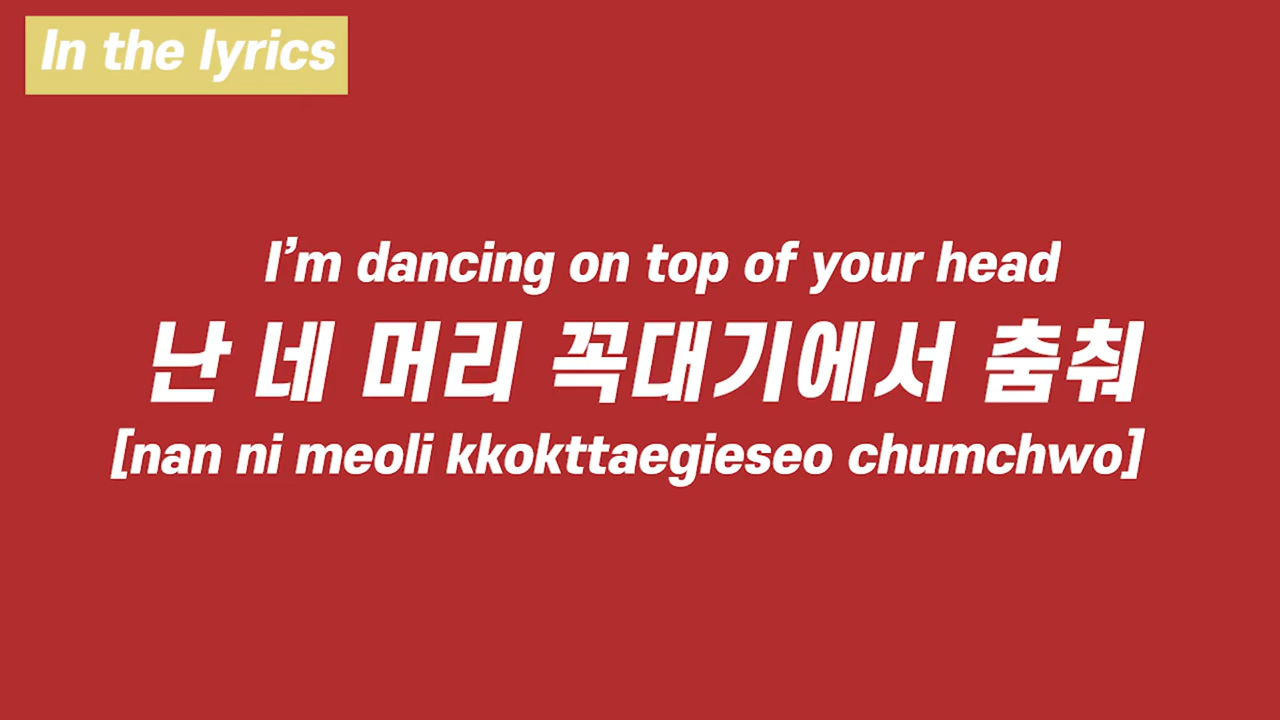 In the lyrics
I'm dancing on top of your head
난 네 머리 꼭대기에서 춤춰
[nan ni meoli kkokttaegieseo chumchwo]